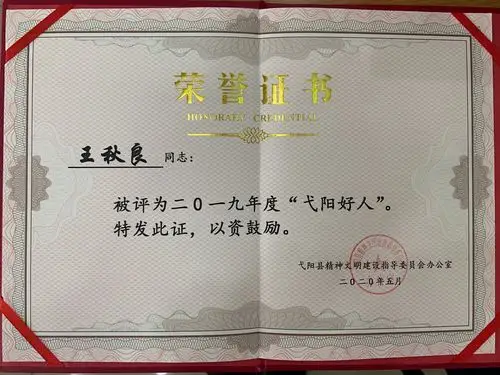 荣誉证书
HONORARY CREDENTIAL
王秋良 同志：
被评为二0一九年度“弋阳好人”。
特发此证，以资鼓励。
弋阳县精神文明建设指导委员会办公室
二〇二〇年五月